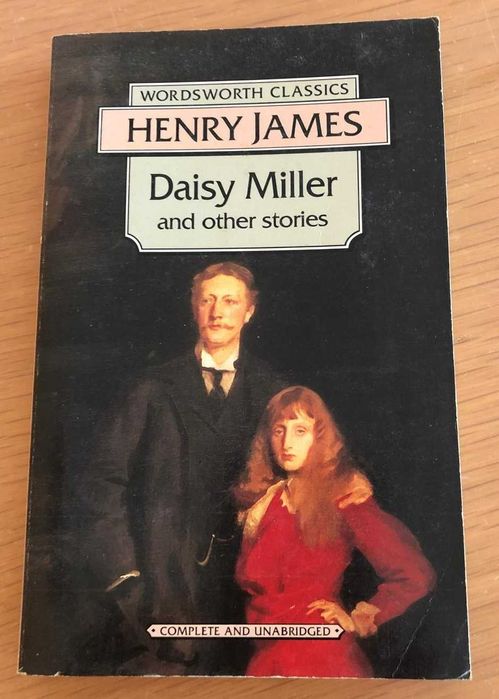 WORDSWORTH CLASSICS
HENRY JAMES
Daisy Miller
and other stories
• COMPLETE AND UNABRIDGED •